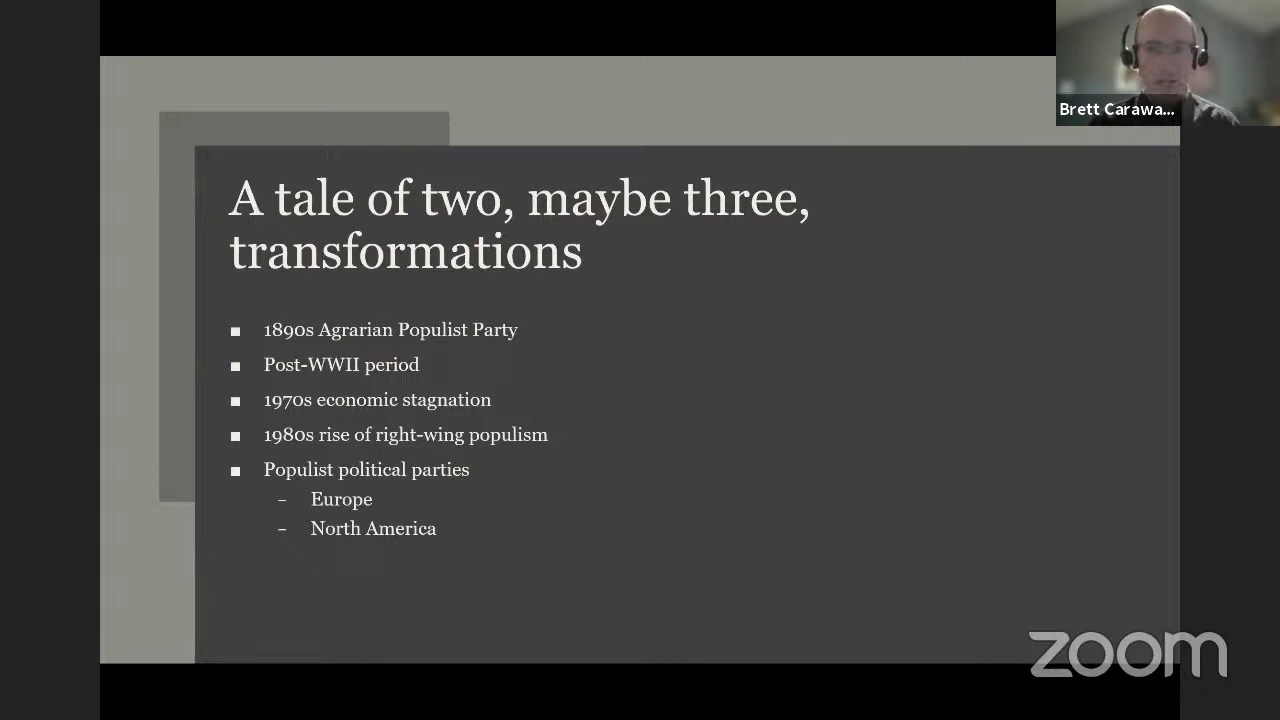 Brett Carawa...
A tale of two, maybe three,
transformations
■ 1890s Agrarian Populist Party
■ Post-WWII period
■ 1970s economic stagnation
■ 1980s rise of right-wing populism
■ Populist political parties
– Europe
– North America
zoom